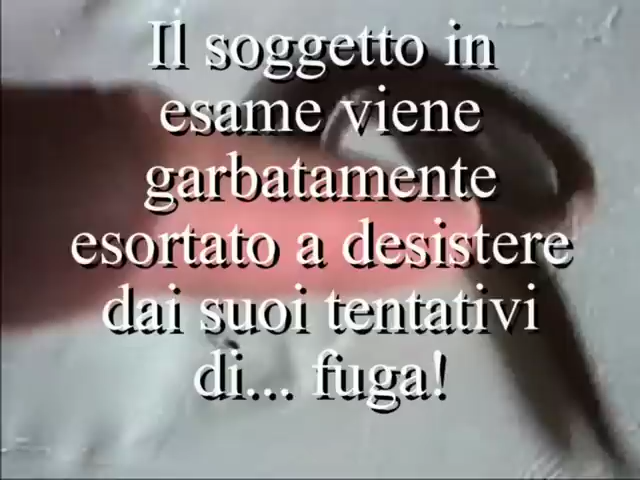 Il soggetto in
esame viene
garbatamente
esortato a desistere
dai suoi tentativi
di... fuga!